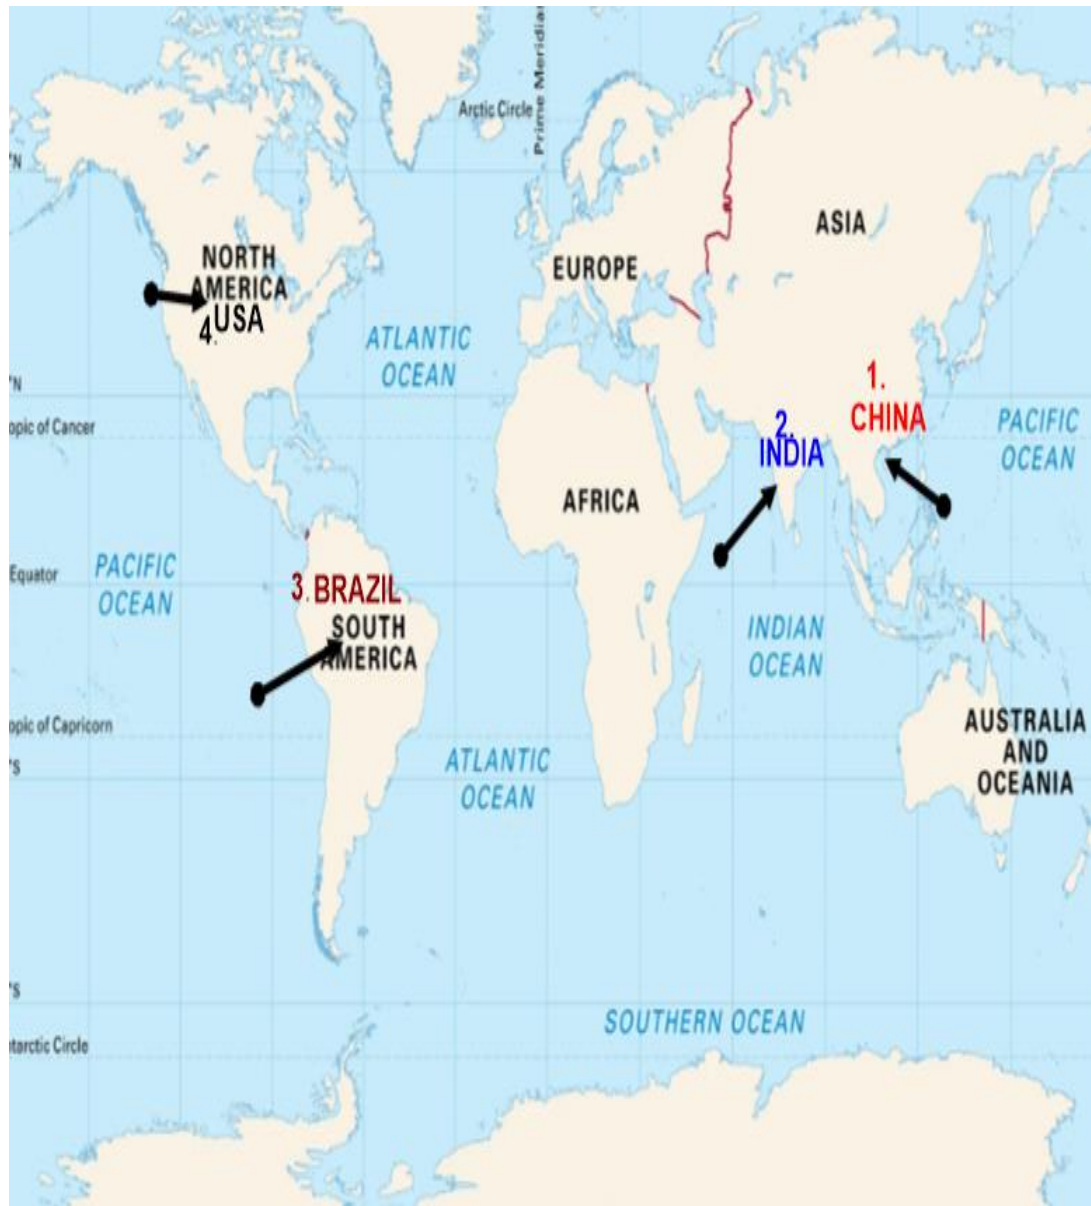 Prime Meridian
Arctic Circle
°N
ASIA
NORTH
AMERICA
4.USA
EUROPE
ATLANTIC
OCEAN
°N
opic of Cancer
1.
CHINA
2.
INDIA
PACIFIC
OCEAN
AFRICA
PACIFIC
OCEAN
Equator
3.BRAZIL
SOUTH
AMERICA
INDIAN
OCEAN
opic of Capricorn
°S
AUSTRALIA
AND
OCEANIA
ATLANTIC
OCEAN
°S
SOUTHERN OCEAN
tarctic Circle